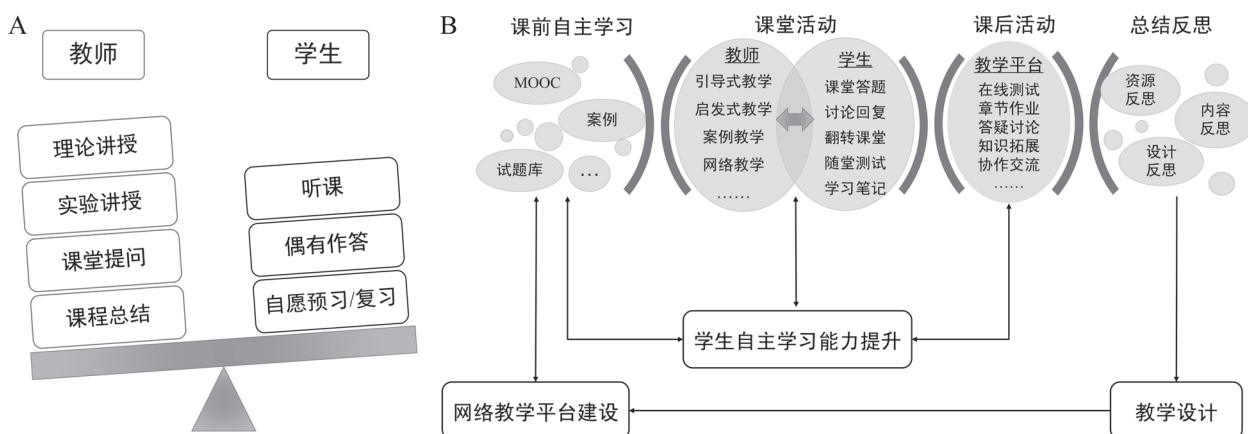 A
教师
学生
理论讲授
实验讲授
课堂提问
课程总结
听课
偶有作答
自愿预习/复习
B
课前自主学习
MOOC
案例
试题库
…
课堂活动
教师
引导式教学
启发式教学
案例教学
网络教学
……
学生
课堂答题
讨论回复
翻转课堂
随堂测试
学习笔记
课后活动
教学平台
在线测试
章节作业
答疑讨论
知识拓展
协作交流
……
总结反思
资源
反思
内容
反思
设计
反思
学生自主学习能力提升
网络教学平台建设
教学设计